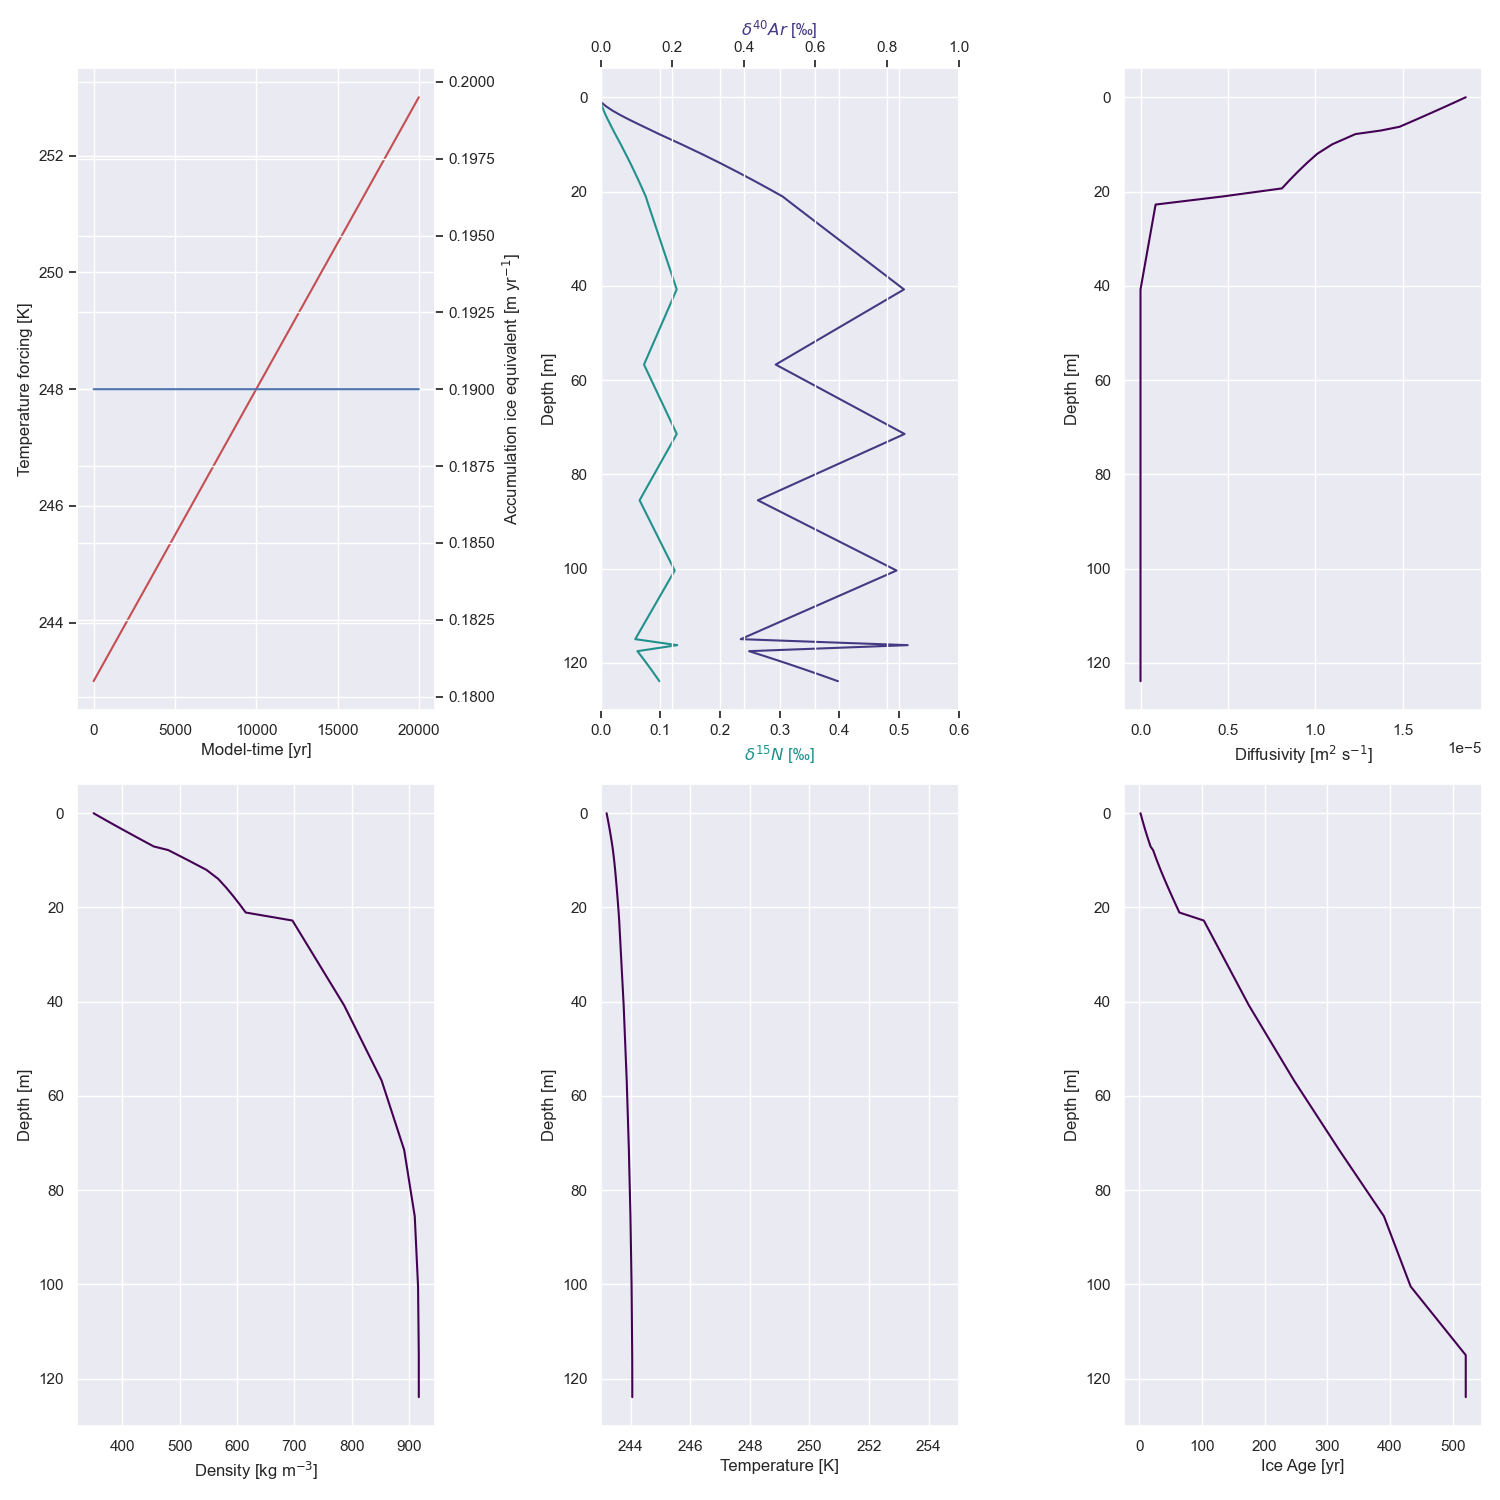 δ⁴⁰Ar [‰]
0.0 0.2 0.4 0.6 0.8 1.0
252
250
248
246
244
Temperature forcing [K]
0.2000
0.1975
0.1950
0.1925
0.1900
0.1875
0.1850
0.1825
0.1800
Accumulation ice equivalent [m yr⁻¹]
0 5000 10000 15000 20000
Model-time [yr]
0
20
40
60
80
100
120
Depth [m]
0.0 0.1 0.2 0.3 0.4 0.5 0.6
δ¹⁵N [‰]
0
20
40
60
80
100
120
Depth [m]
0.0 0.5 1.0 1.5
1e−5
Diffusivity [m² s⁻¹]
0
20
40
60
80
100
120
Depth [m]
400 500 600 700 800 900
Density [kg m⁻³]
0
20
40
60
80
100
120
Depth [m]
244 246 248 250 252 254
Temperature [K]
0
20
40
60
80
100
120
Depth [m]
0 100 200 300 400 500
Ice Age [yr]